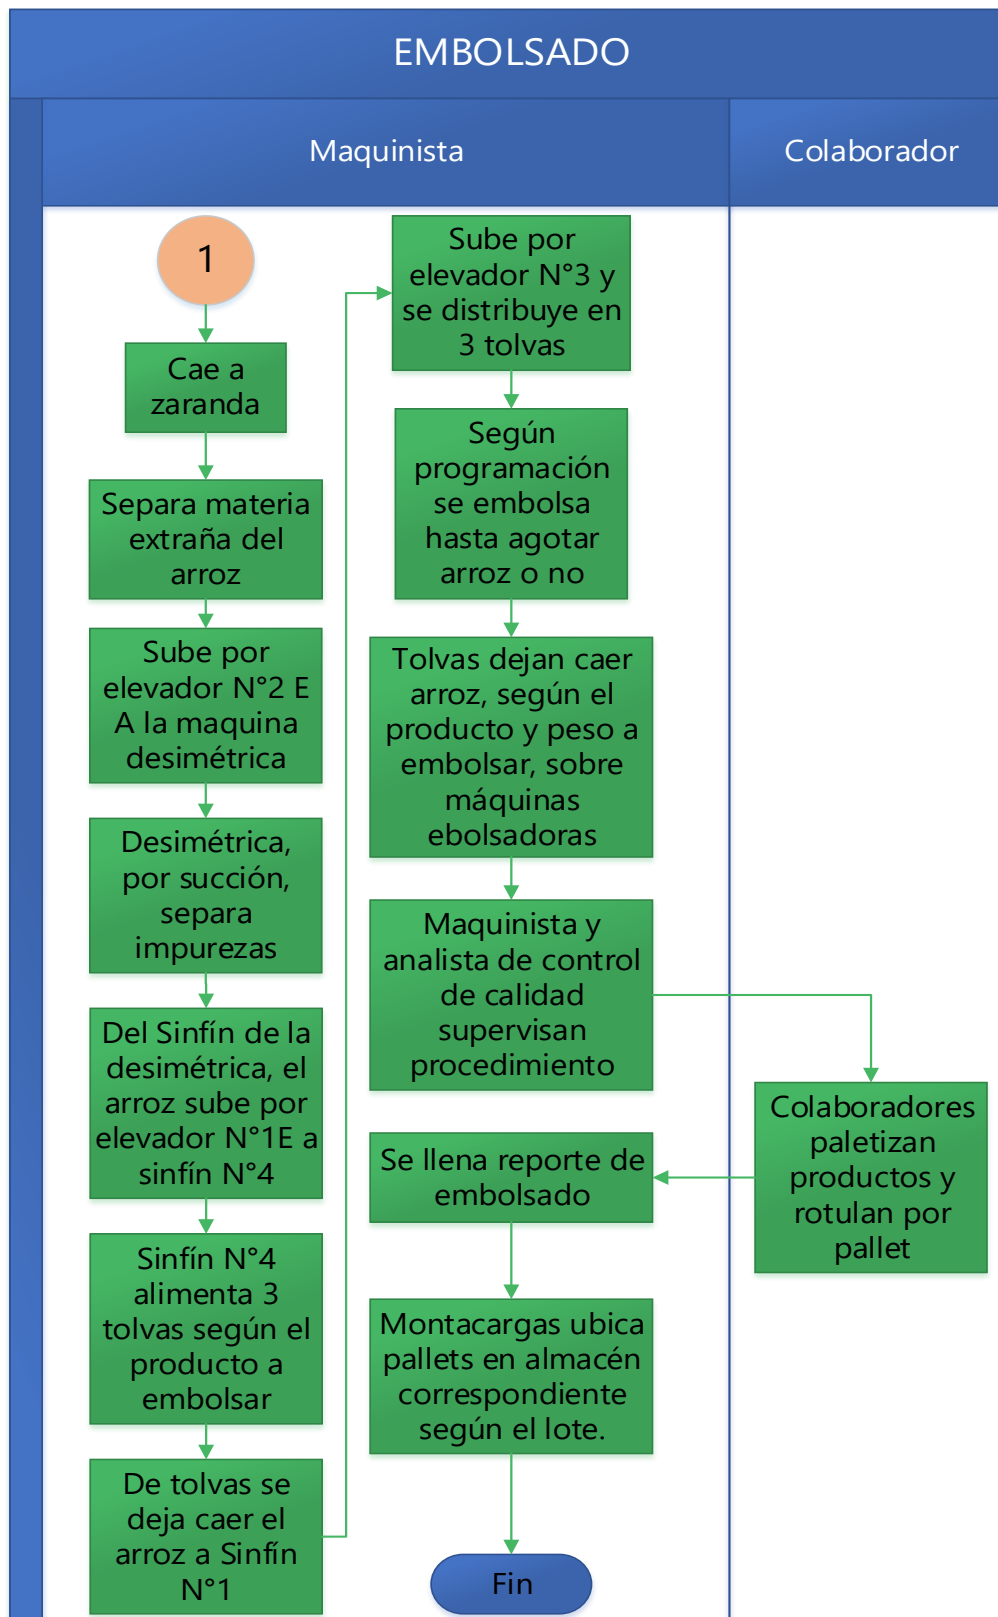 EMBOLSADO
Maquinista
Colaborador
1
Cae a
zaranda
Separa materia
extraña del
arroz
Sube por
elevador N°2 E
A la maquina
desimétrica
Desimétrica,
por succión,
separa
impurezas
Del Sinfín de la
desimétrica, el
arroz sube por
elevador N°1E a
sinfín N°4
Sinfín N°4
alimenta 3
tolvas según el
producto a
embolsar
De tolvas se
deja caer el
arroz a Sinfín
N°1
Sube por
elevador N°3 y
se distribuye en
3 tolvas
Según
programación
se embolsa
hasta agotar
arroz o no
Tolvas dejan caer
arroz, según el
producto y peso a
embolsar, sobre
máquinas
ebolsadoras
Maquinista y
analista de control
de calidad
supervisan
procedimiento
Colaboradores
paletizan
productos y
rotulan por
pallet
Se llena reporte de
embolsado
Montacargas ubica
pallets en almacén
correspondiente
según el lote.
Fin